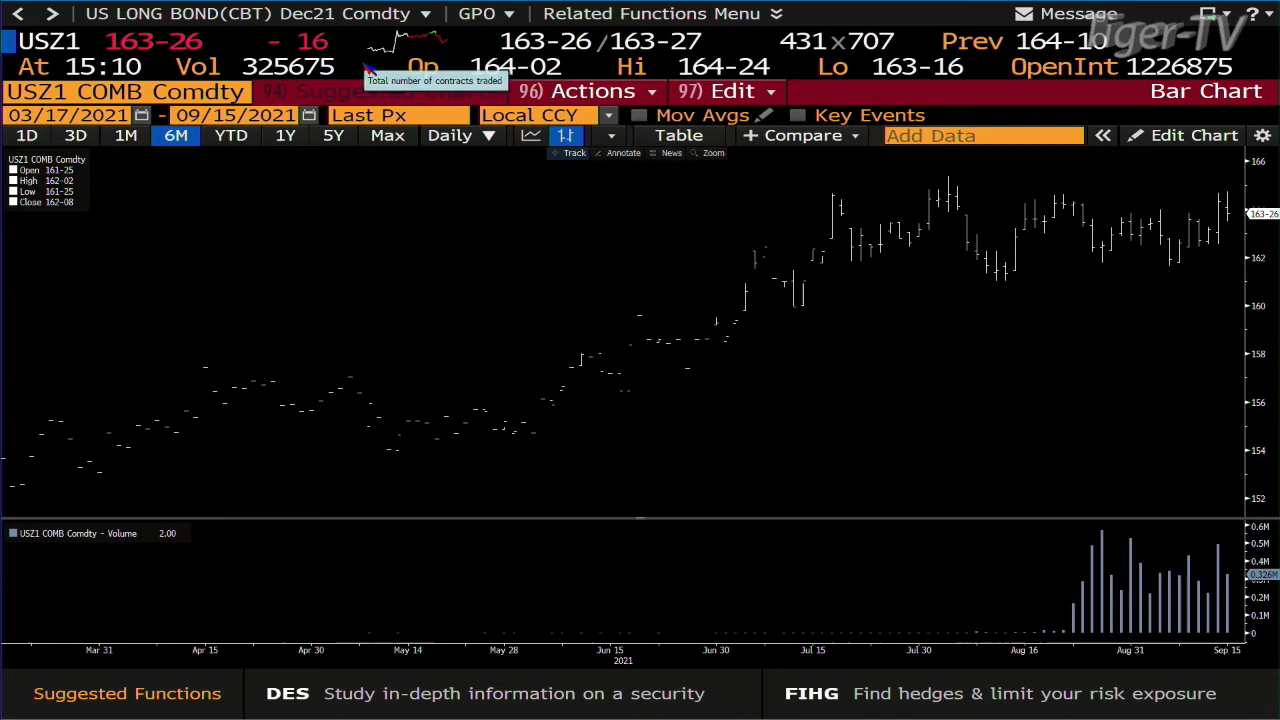 US LONG BOND(CBT) Dec21 Comdty GPO Related Functions Menu Message ?
Tiger-TV
USZ1 163-26 - 16 163-26 / 163-27 431 x 707 Prev 164-10
At 15:10 Vol 325675 Op 164-02 Hi 164-24 Lo 163-16 OpenInt 1226875
Total number of contracts traded
USZ1 COMB Comdty 94) Suggested Charts 96) Actions 97) Edit Bar Chart
03/17/2021 - 09/15/2021 Last Px Local CCY Mov Avgs Key Events
1D 3D 1M 6M YTD 1Y 5Y Max Daily Table + Compare Add Data Edit Chart
Track Annotate News Zoom
USZ1 COMB Comdty
Open 161-25
High 162-02
Low 161-25
Close 162-08
166
163-26
162
160
158
156
154
152
USZ1 COMB Comdty - Volume 2.00
0.6M
0.5M
0.4M
0.326M
0.2M
0.1M
0
Mar 31 Apr 15 Apr 30 May 14 May 28 Jun 15 Jun 30 Jul 15 Jul 30 Aug 16 Aug 31 Sep 15
2021
Suggested Functions DES Study in-depth information on a security FIHG Find hedges & limit your risk exposure